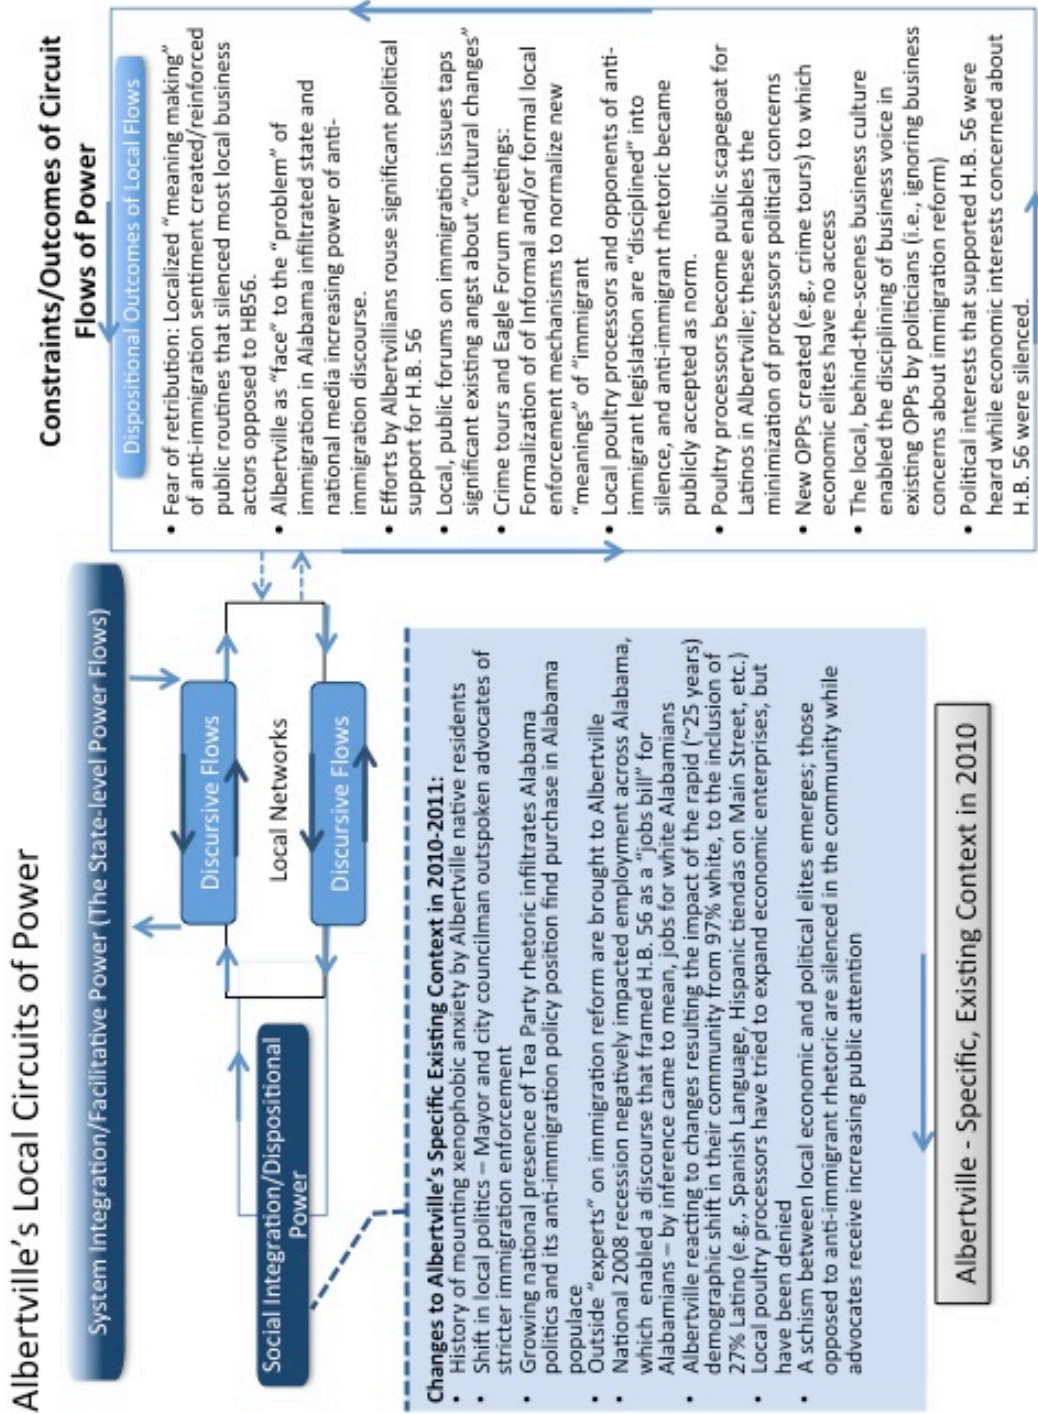 Albertville's Local Circuits of Power
System Integration/Facilitative Power (The State-level Power Flows)
Social Integration/Dispositional
Power
Discursive Flows
Local Networks
Discursive Flows
Changes to Albertville's Specific Existing Context in 2010-2011:
• History of mounting xenophobic anxiety by Albertville native residents
• Shift in local politics – Mayor and city councilman outspoken advocates of
stricter immigration enforcement
• Growing national presence of Tea Party rhetoric infiltrates Alabama
politics and its anti-immigration policy position find purchase in Alabama
populace
• Outside "experts" on immigration reform are brought to Albertville
• National 2008 recession negatively impacted employment across Alabama,
which enabled a discourse that framed H.B. 56 as a "jobs bill" for
Alabamians – by inference came to mean, jobs for white Alabamians
• Albertville reacting to changes resulting the impact of the rapid (~25 years)
demographic shift in their community from 97% white, to the inclusion of
27% Latino (e.g., Spanish Language, Hispanic tiendas on Main Street, etc.)
• Local poultry processors have tried to expand economic enterprises, but
have been denied
• A schism between local economic and political elites emerges; those
opposed to anti-immigrant rhetoric are silenced in the community while
advocates receive increasing public attention
Albertville - Specific, Existing Context in 2010
Constraints/Outcomes of Circuit
Flows of Power
Dispositional Outcomes of Local Flows
• Fear of retribution: Localized "meaning making"
of anti-immigration sentiment created/reinforced
public routines that silenced most local business
actors opposed to HB56.
• Albertville as "face" to the "problem" of
immigration in Alabama infiltrated state and
national media increasing power of anti-
immigration discourse.
• Efforts by Albertvillians rouse significant political
support for H.B. 56
• Local, public forums on immigration issues taps
significant existing angst about "cultural changes"
• Crime tours and Eagle Forum meetings:
Formalization of of Informal and/or formal local
enforcement mechanisms to normalize new
"meanings" of "immigrant
• Local poultry processors and opponents of anti-
immigrant legislation are "disciplined" into
silence, and anti-immigrant rhetoric became
publicly accepted as norm.
• Poultry processors become public scapegoat for
Latinos in Albertville; these enables the
minimization of processors political concerns
• New OPPs created (e.g., crime tours) to which
economic elites have no access
• The local, behind-the-scenes business culture
enabled the disciplining of business voice in
existing OPPs by politicians (i.e., ignoring business
concerns about immigration reform)
• Political interests that supported H.B. 56 were
heard while economic interests concerned about
H.B. 56 were silenced.